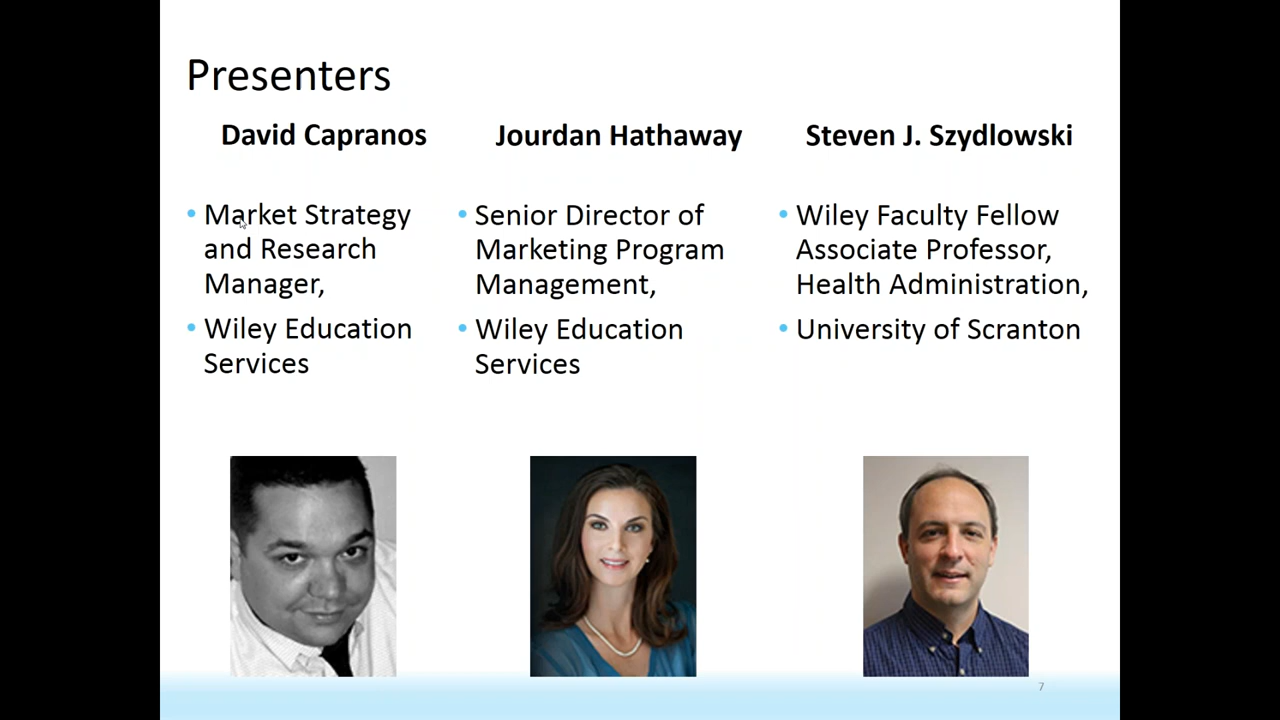 Presenters
David Capranos
Jourdan Hathaway
Steven J. Szydlowski
• Market Strategy
and Research
Manager,
• Wiley Education
Services
• Senior Director of
Marketing Program
Management,
• Wiley Education
Services
• Wiley Faculty Fellow
Associate Professor,
Health Administration,
• University of Scranton
7